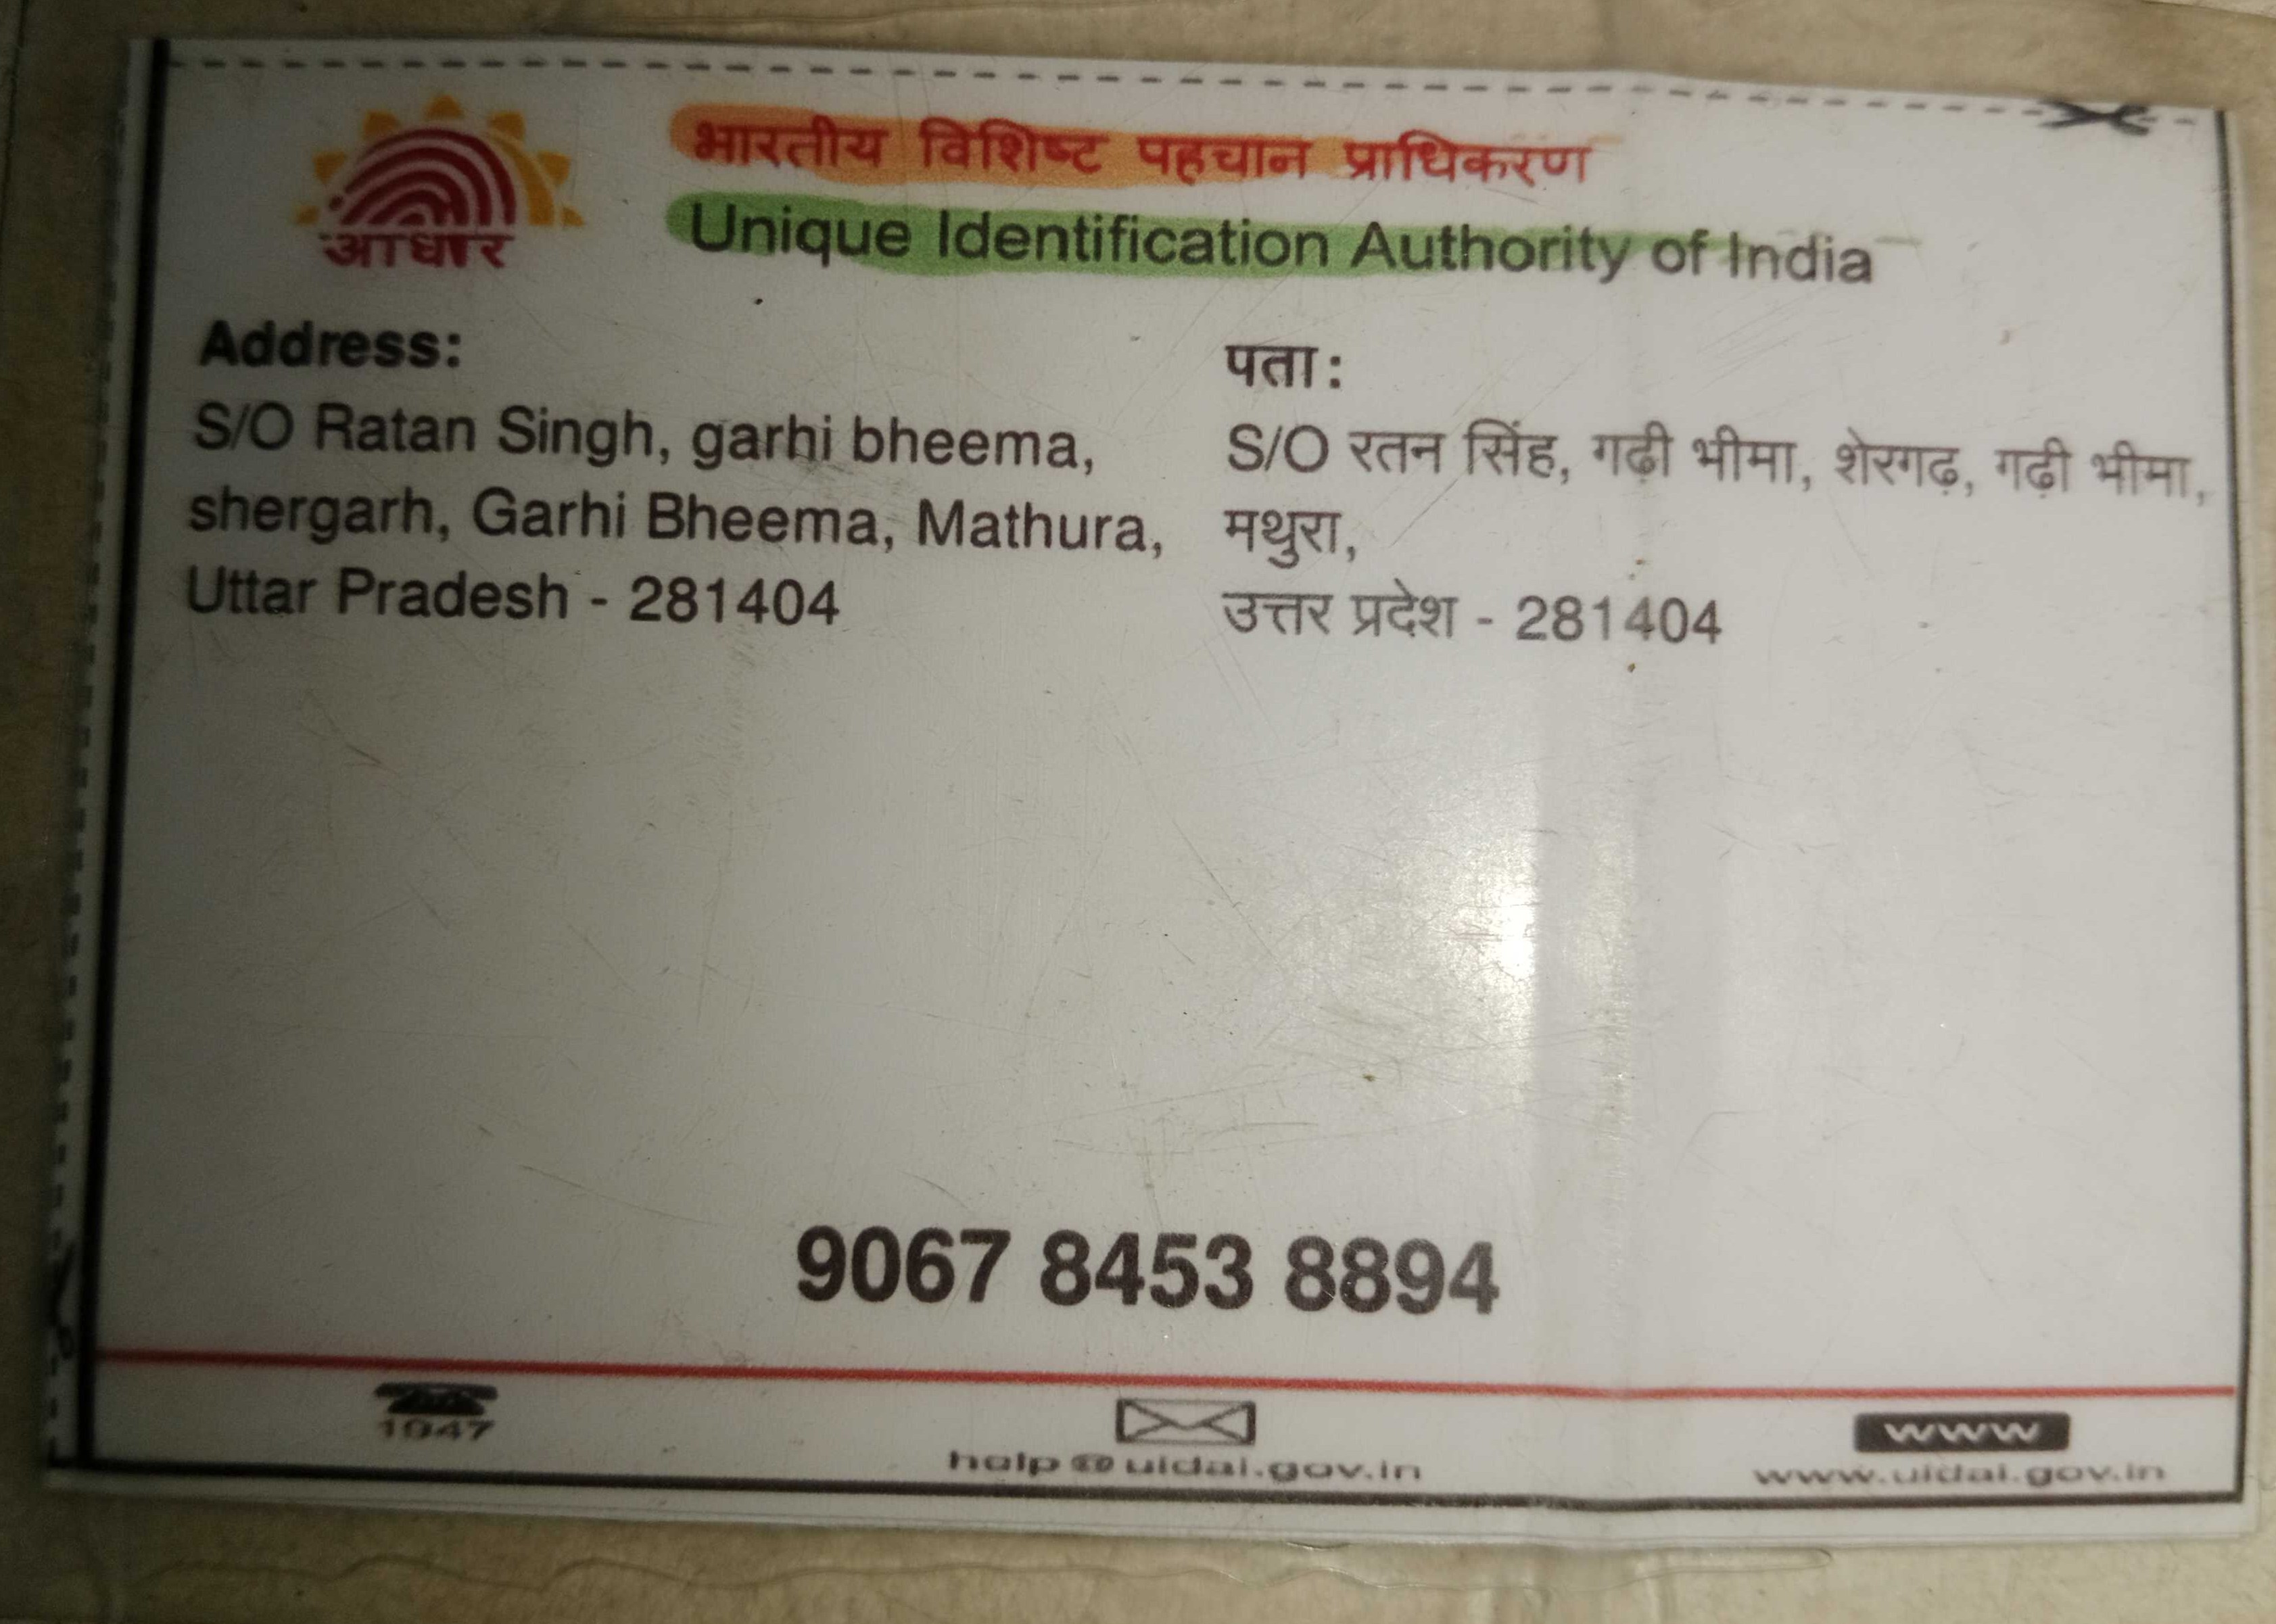 आधार
भारतीय विशिष्ट पहचान प्राधिकरण
Unique Identification Authority of India
Address:
S/O Ratan Singh, garhi bheema,
shergarh, Garhi Bheema, Mathura,
Uttar Pradesh - 281404
पता:
S/O रतन सिंह, गढ़ी भीमा, शेरगढ़, गढ़ी भीमा,
मथुरा,
उत्तर प्रदेश - 281404
9067 8453 8894
1947
help@uidai.gov.in
www
www.uidai.gov.in